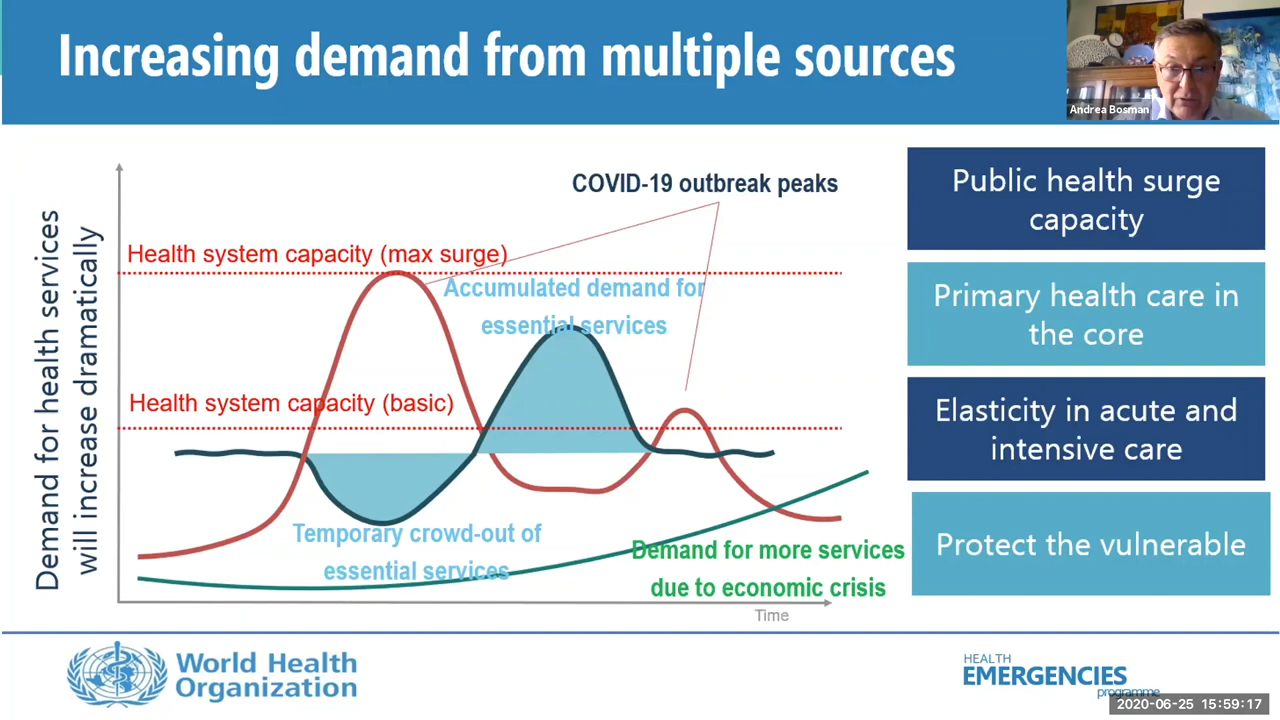 Increasing demand from multiple sources
Andrea Bosman
Demand for health services
will increase dramatically
COVID-19 outbreak peaks
Health system capacity (max surge)
Accumulated demand for
essential services
Health system capacity (basic)
Temporary crowd-out of
essential services
Demand for more services
due to economic crisis
Time
Public health surge
capacity
Primary health care in
the core
Elasticity in acute and
intensive care
Protect the vulnerable
World Health
Organization
HEALTH
EMERGENCIES
programme
2020-06-25 15:59:17